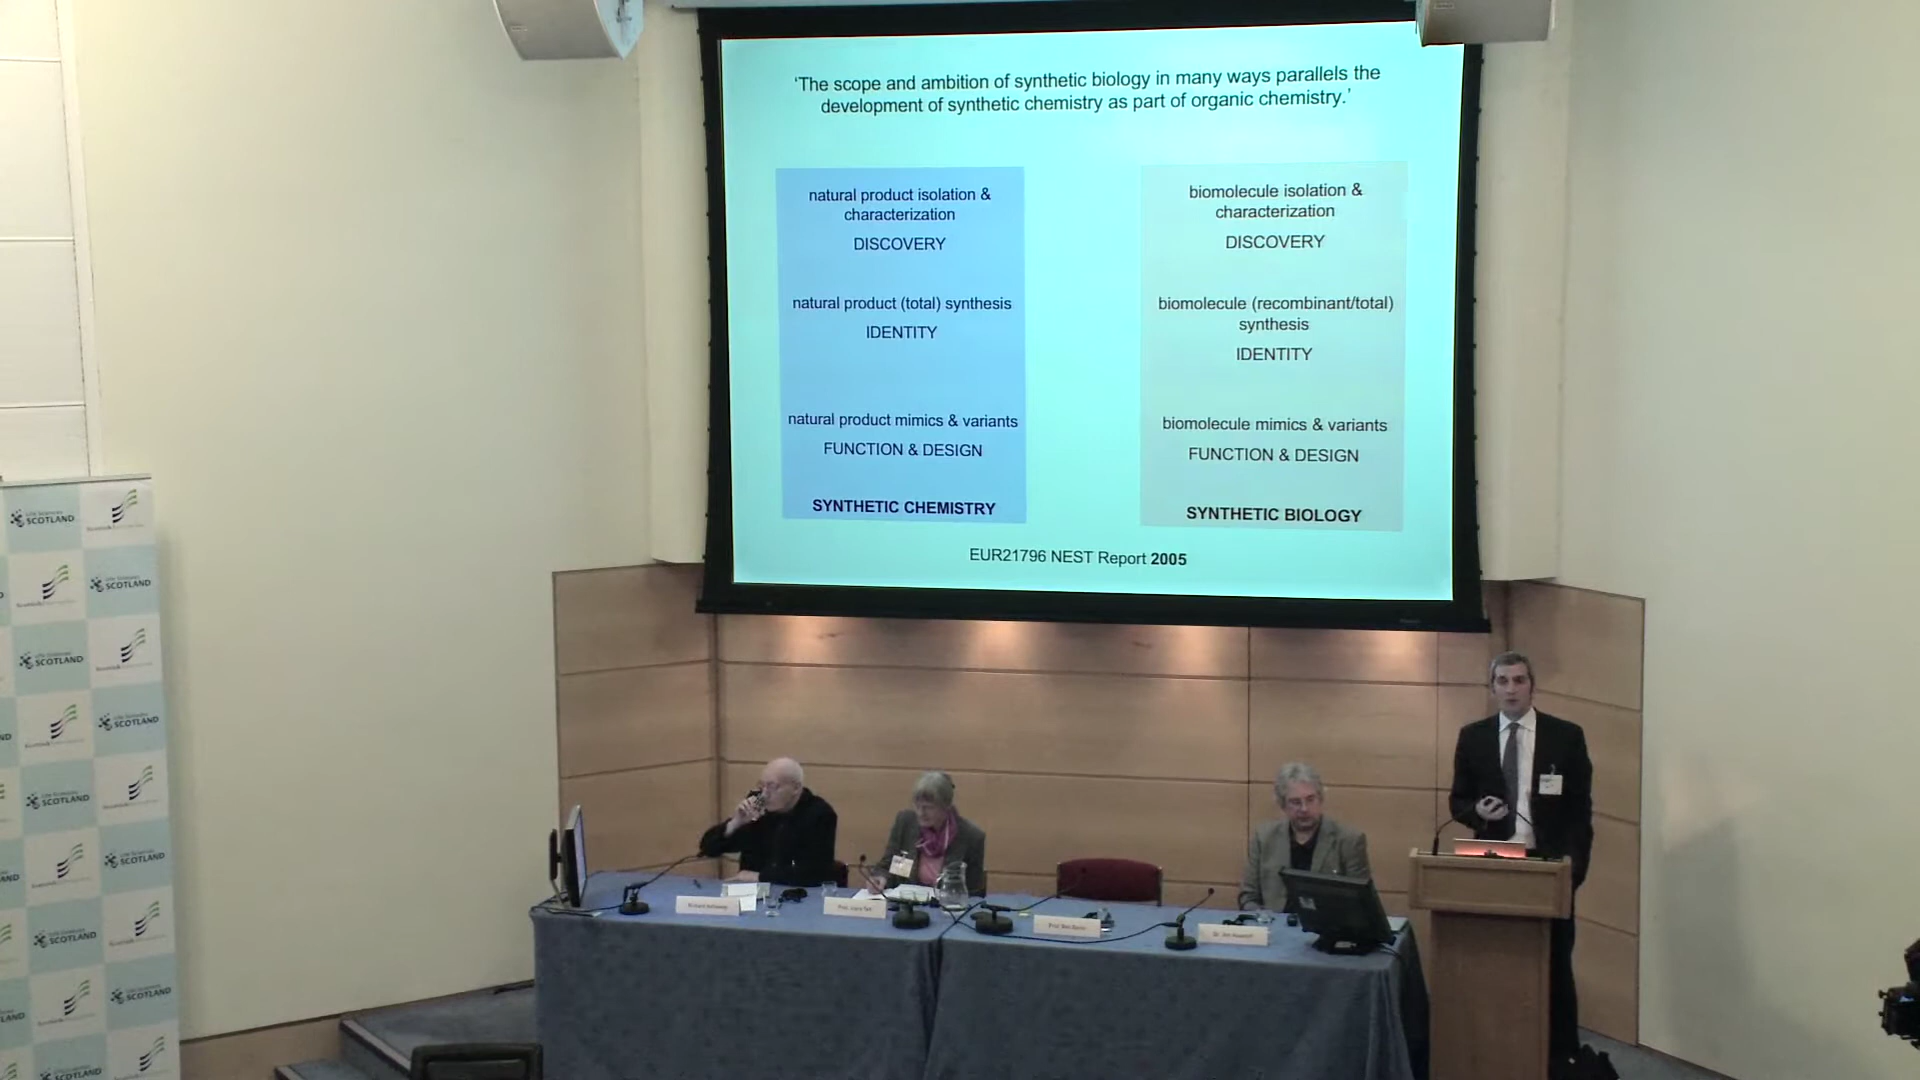 ‘The scope and ambition of synthetic biology in many ways parallels the
development of synthetic chemistry as part of organic chemistry.’
natural product isolation &
characterization
DISCOVERY
natural product (total) synthesis
IDENTITY
natural product mimics & variants
FUNCTION & DESIGN
SYNTHETIC CHEMISTRY
biomolecule isolation &
characterization
DISCOVERY
biomolecule (recombinant/total)
synthesis
IDENTITY
biomolecule mimics & variants
FUNCTION & DESIGN
SYNTHETIC BIOLOGY
EUR21796 NEST Report 2005
SCOTLAND
SCOTLAND
SCOTLAND
SCOTLAND
SCOTLAND
SCOTLAND
SCOTLAND
SCOTLAND
SCOTLAND